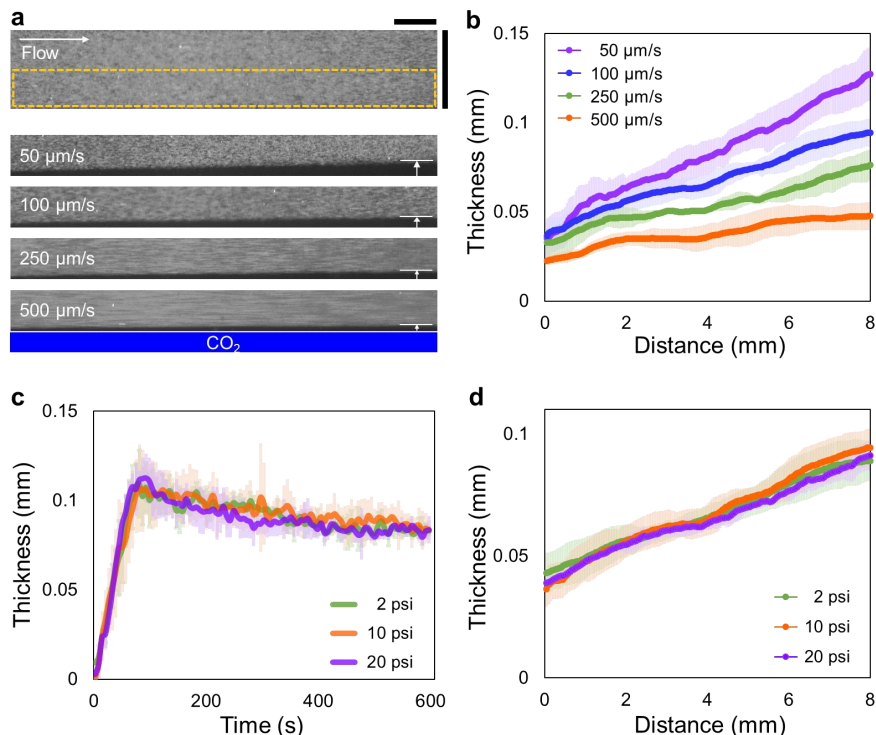 a
Flow
50 µm/s
100 µm/s
250 µm/s
500 µm/s
CO₂
b
0.15
0.1
0.05
0
Thickness (mm)
50 µm/s
100 µm/s
250 µm/s
500 µm/s
0 2 4 6 8
Distance (mm)
c
0.15
0.1
0.05
0
Thickness (mm)
2 psi
10 psi
20 psi
0 200 400 600
Time (s)
d
0.1
0.05
0
Thickness (mm)
2 psi
10 psi
20 psi
0 2 4 6 8
Distance (mm)